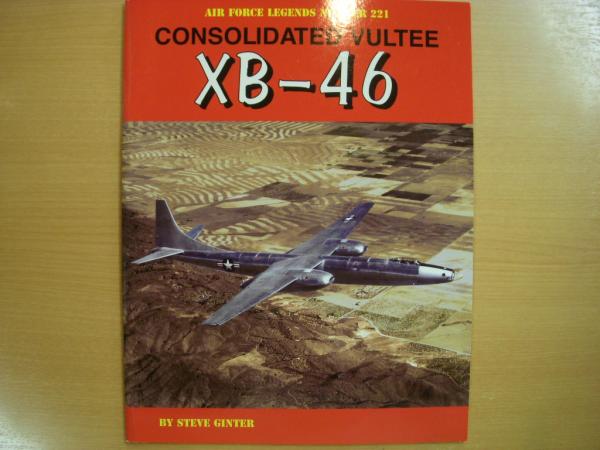 AIR FORCE LEGENDS 221
CONSOLIDATED VULTEE
XB-46
BY STEVE GINTER